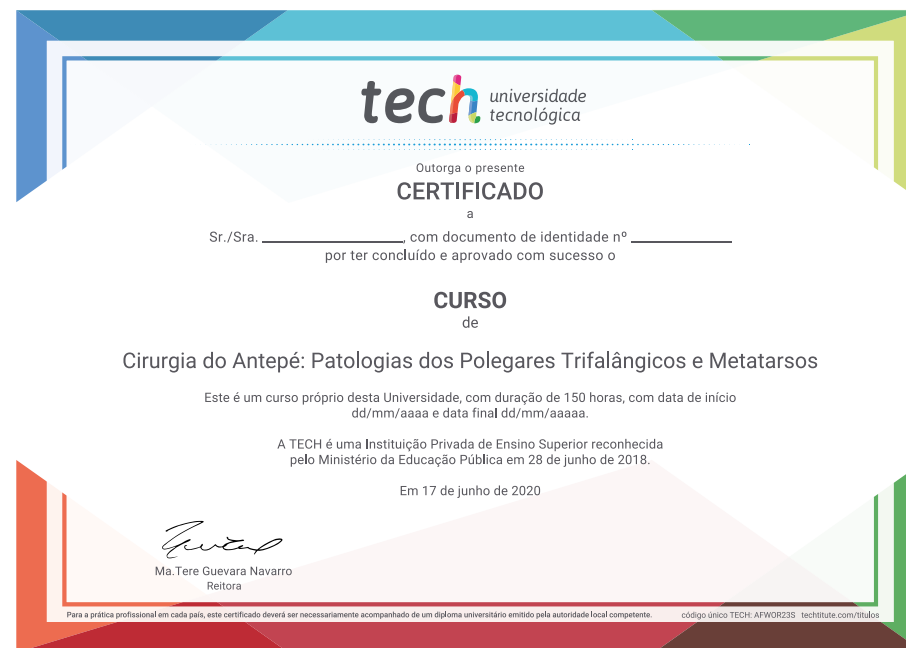 tech universidade
tecnológica
Outorga o presente
CERTIFICADO
a
Sr./Sra. ____________________, com documento de identidade nº ______________
por ter concluído e aprovado com sucesso o
CURSO
de
Cirurgia do Antepé: Patologias dos Polegares Trifalângicos e Metatarsos
Este é um curso próprio desta Universidade, com duração de 150 horas, com data de início
dd/mm/aaaa e data final dd/mm/aaaaa.
A TECH é uma Instituição Privada de Ensino Superior reconhecida
pelo Ministério da Educação Pública em 28 de junho de 2018.
Em 17 de junho de 2020
Ma.Tere Guevara Navarro
Reitora
Para a prática profissional em cada país, este certificado deverá ser necessariamente acompanhado de um diploma universitário emitido pela autoridade local competente. código único TECH: AFWOR23S techtitute.com/titulos